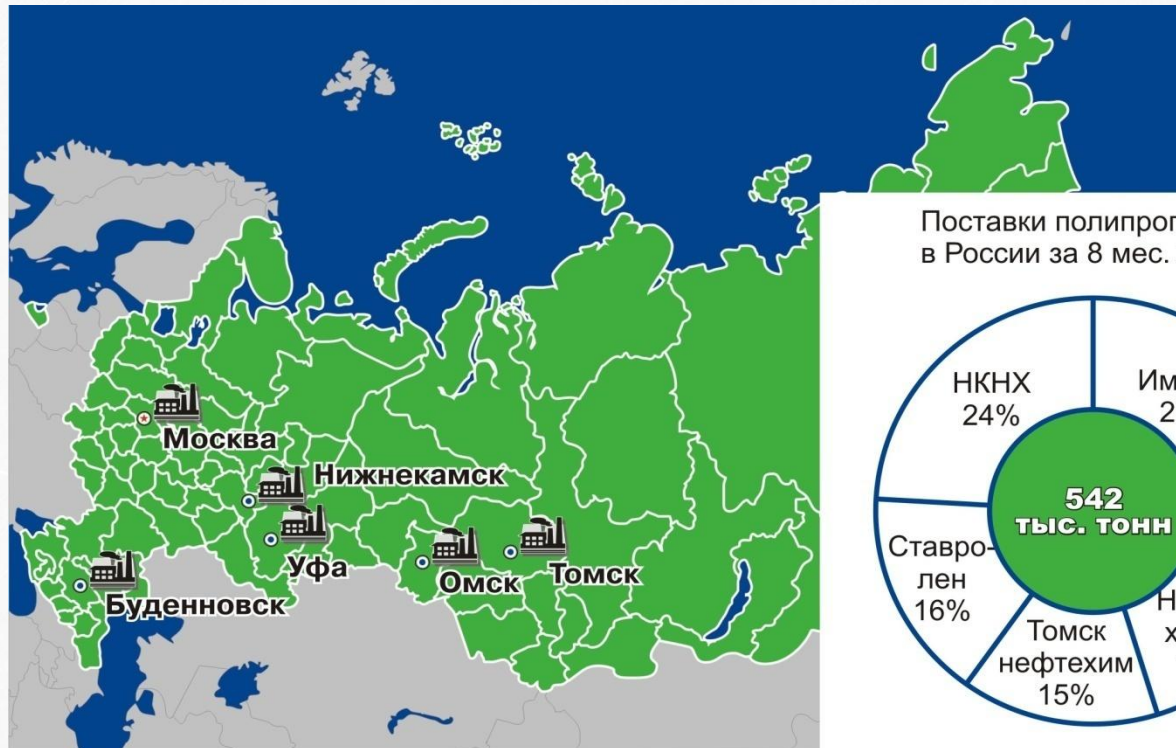 Москва
Нижнекамск
Уфа
Омск
Томск
Буденновск
Поставки
в России за 8 мес.
НКНХ
24%
542
тыс. тонн
Ставро-
лен
16%
Томск
нефтехим
15%